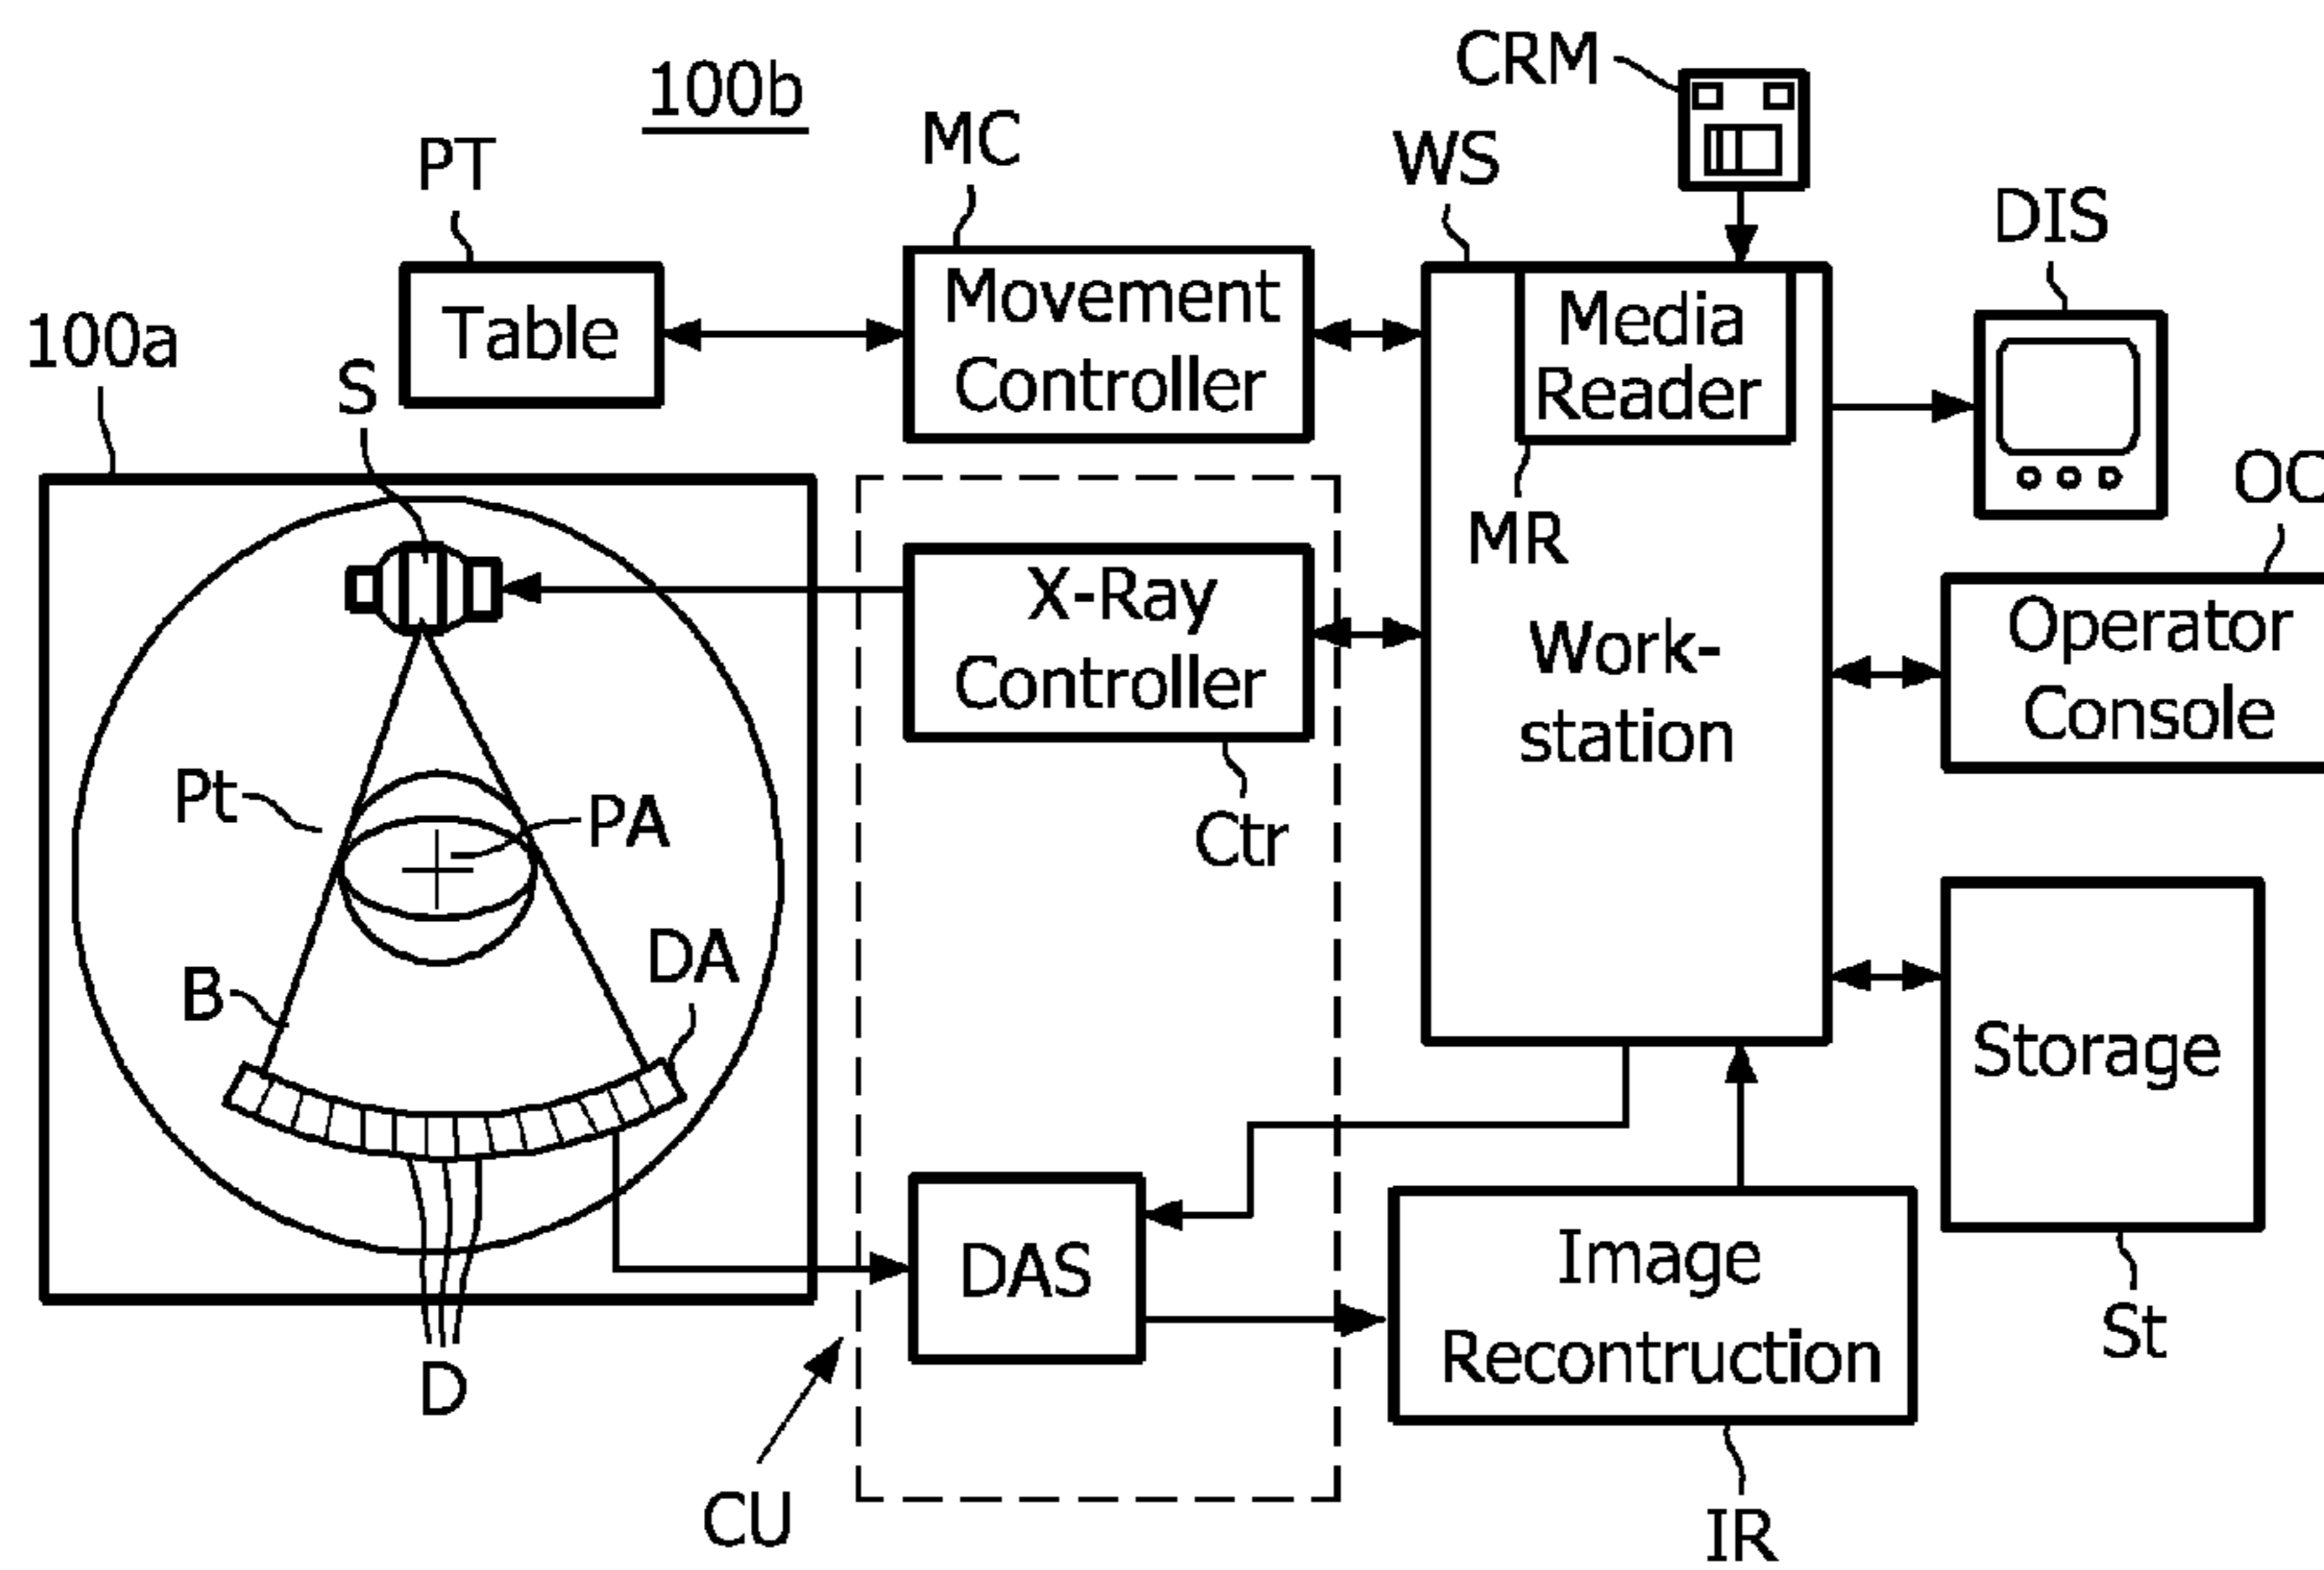 100b
CRM
PT
MC
WS
DIS
100a
S
Table
Movement
Controller
Media
Reader
MR
OC
X-Ray
Controller
Ctr
Work-
station
Operator
Console
Pt
PA
B
DA
Storage
St
DAS
Image
Recontruction
D
CU
IR